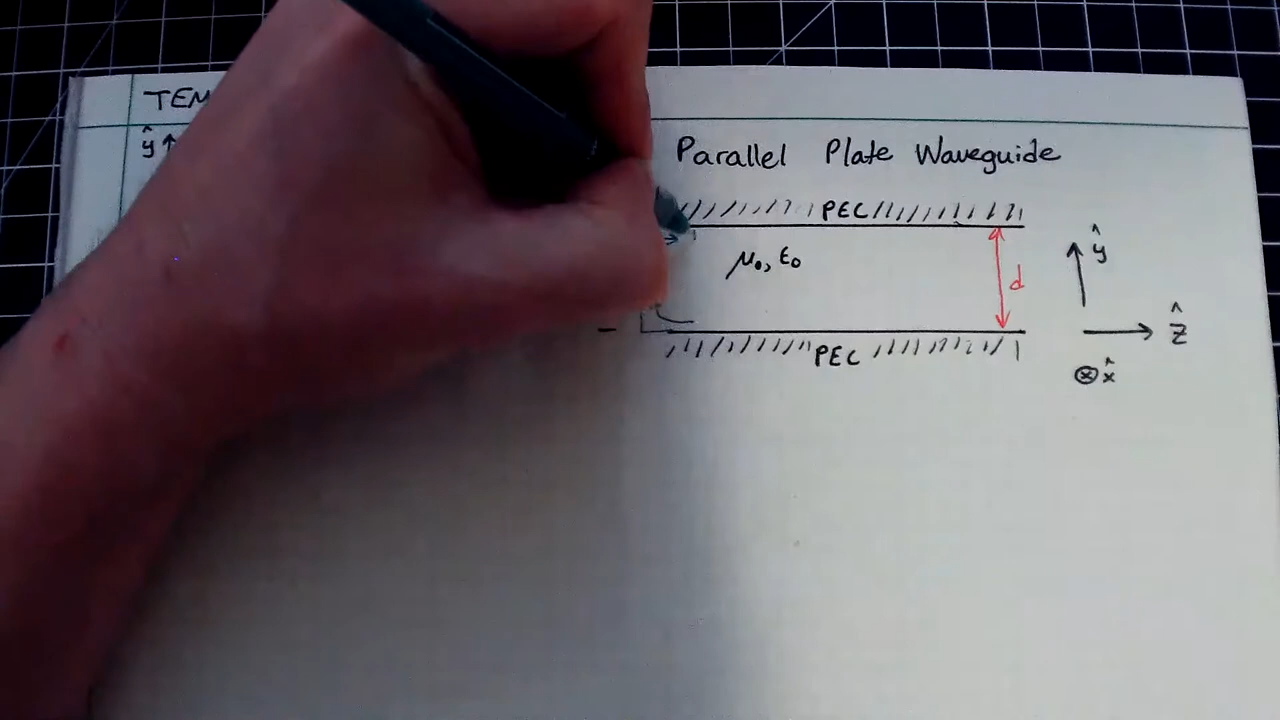 TEM
ŷ
Parallel Plate Waveguide
PEC
μ₀, ε₀
d
ŷ
ẑ
PEC
x̂